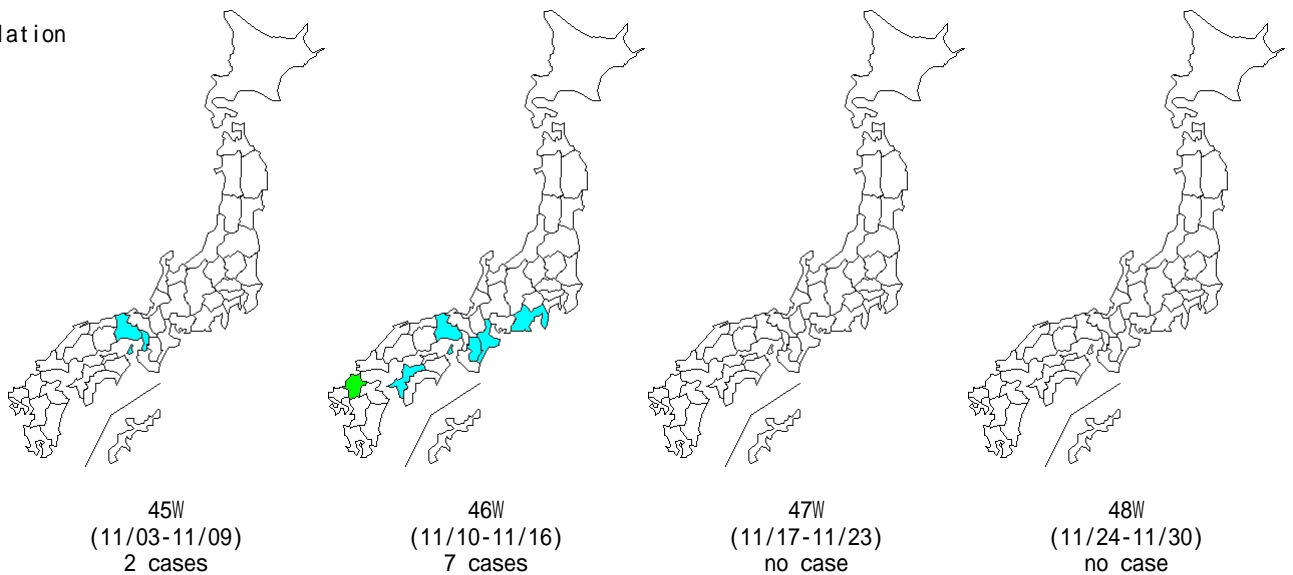 lation
45W
(11/03-11/09)
2 cases
46W
(11/10-11/16)
7 cases
47W
(11/17-11/23)
no case
48W
(11/24-11/30)
no case